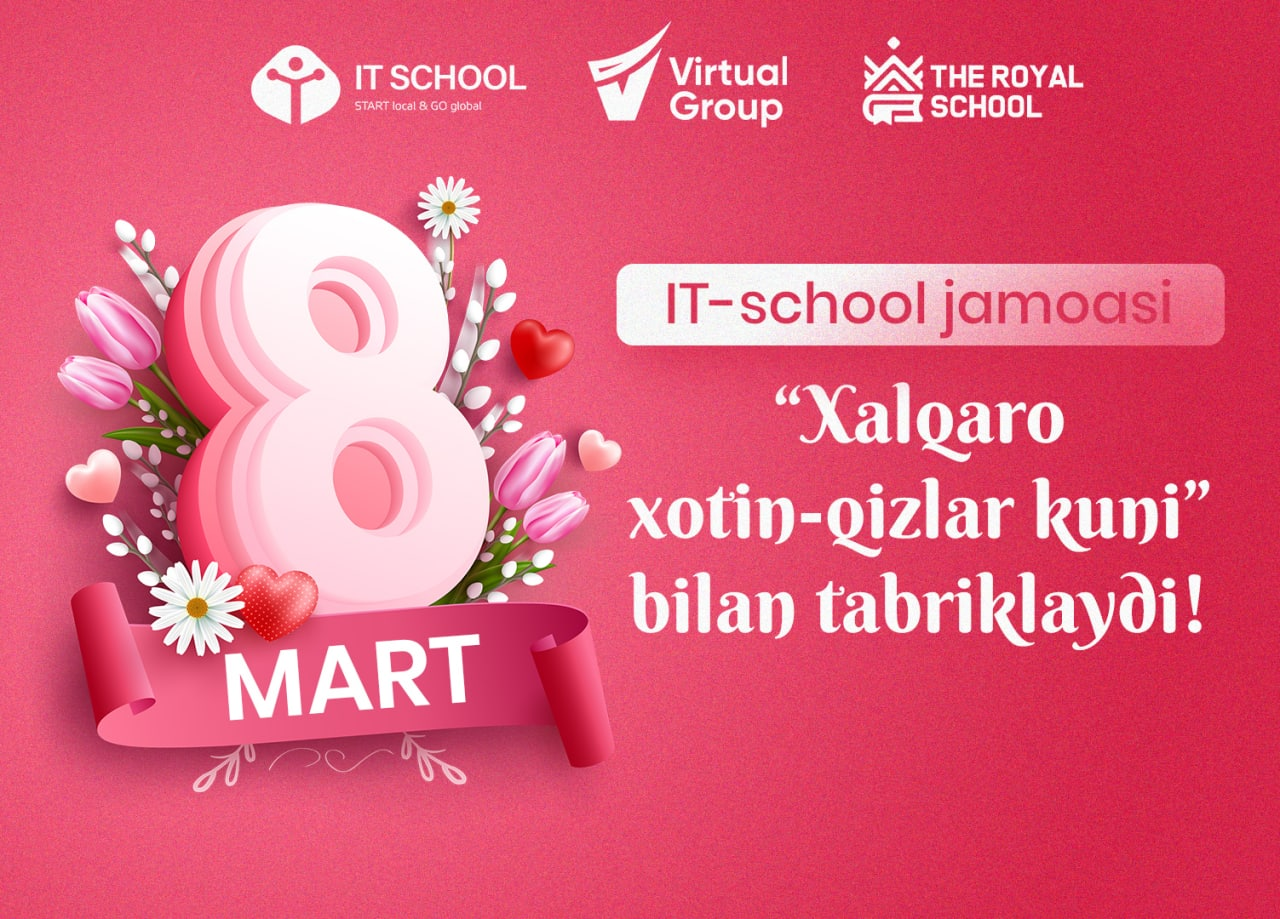 IT SCHOOL
START local & GO global
Virtual
Group
THE ROYAL
SCHOOL
8
MART
IT-school jamoasi
“Xalqaro
xotin-qizlar kuni”
bilan tabriklaydi!